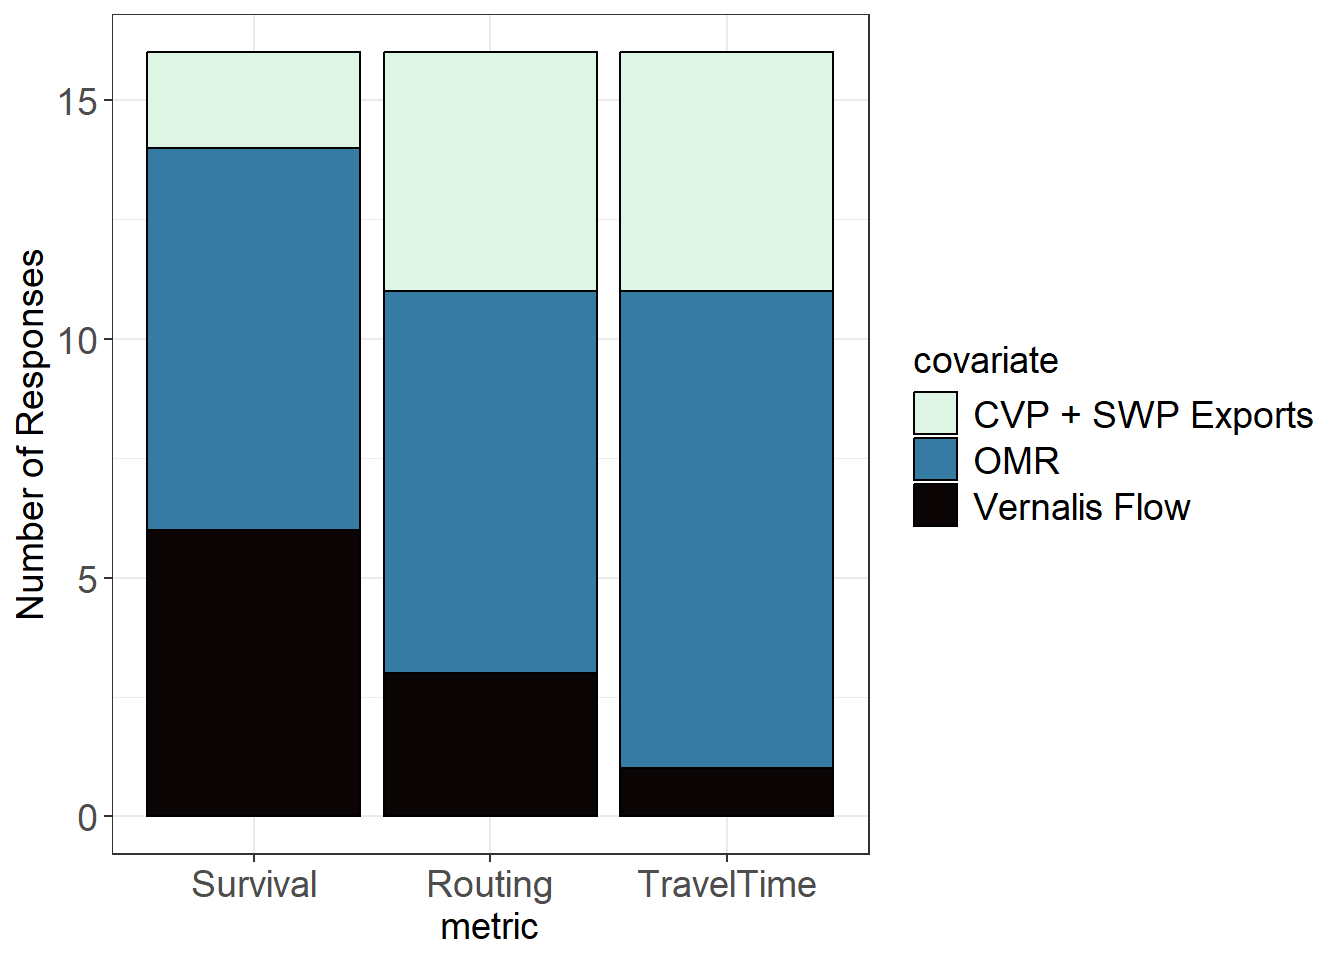 Number of Responses
15
10
5
0
Survival
Routing
TravelTime
metric
covariate
CVP + SWP Exports
OMR
Vernalis Flow